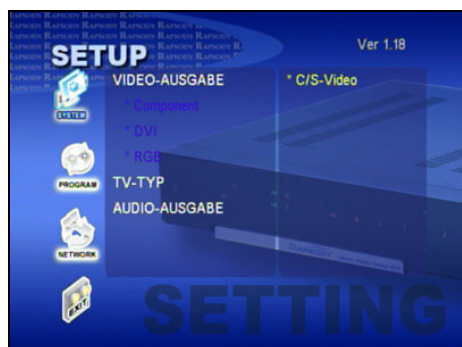 SETUP
Ver 1.18
VIDEO-AUSGABE
* C/S-Video
* Component
* DVI
* RGB
TV-TYP
AUDIO-AUSGABE
SYSTEM
PROGRAM
NETWORK
EXIT
RAPSODY
SETTING